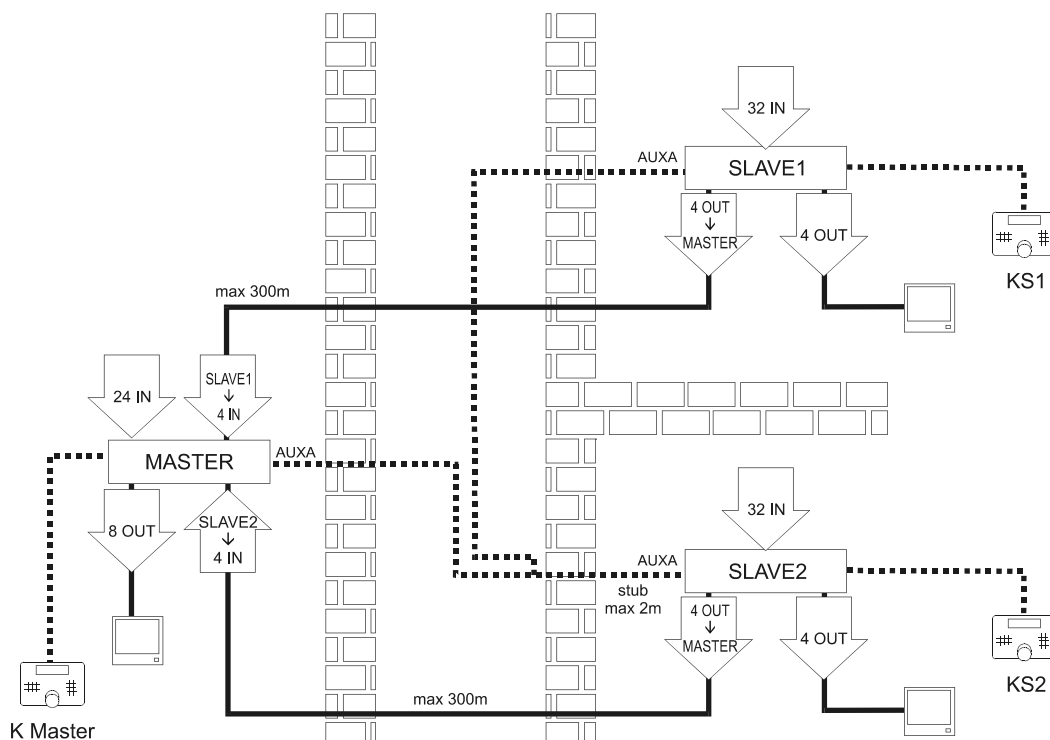 32 IN
AUXA
SLAVE1
4 OUT
↓
MASTER
4 OUT
KS1
max 300m
24 IN
SLAVE1
↓
4 IN
MASTER
AUXA
8 OUT
SLAVE2
↓
4 IN
K Master
32 IN
AUXA
SLAVE2
stub
max 2m
4 OUT
↓
MASTER
4 OUT
KS2
max 300m